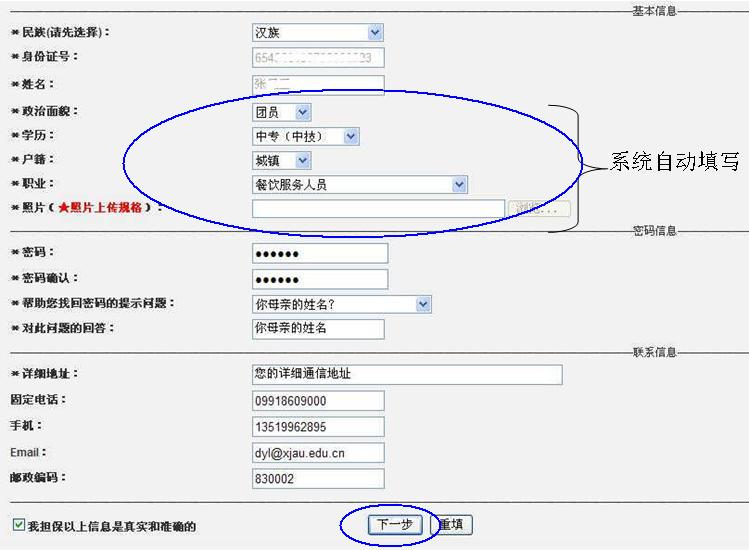 基本信息
* 民族(请先选择)： 汉族
* 身份证号：
* 姓名： 张
* 政治面貌： 团员
* 学历： 中专（中技）
* 户籍： 城镇
系统自动填写
* 职业： 餐饮服务人员
* 照片（★照片上传规格）： 浏览...
密码信息
* 密码： ●●●●●●
* 密码确认： ●●●●●●
* 帮助您找回密码的提示问题： 你母亲的姓名?
* 对此问题的回答： 你母亲的姓名
联系信息
* 详细地址： 您的详细通信地址
固定电话： 09918609000
手机： 13519962895
Email： dyl@xjau.edu.cn
邮政编码： 830002
我担保以上信息是真实和准确的 下一步 重填